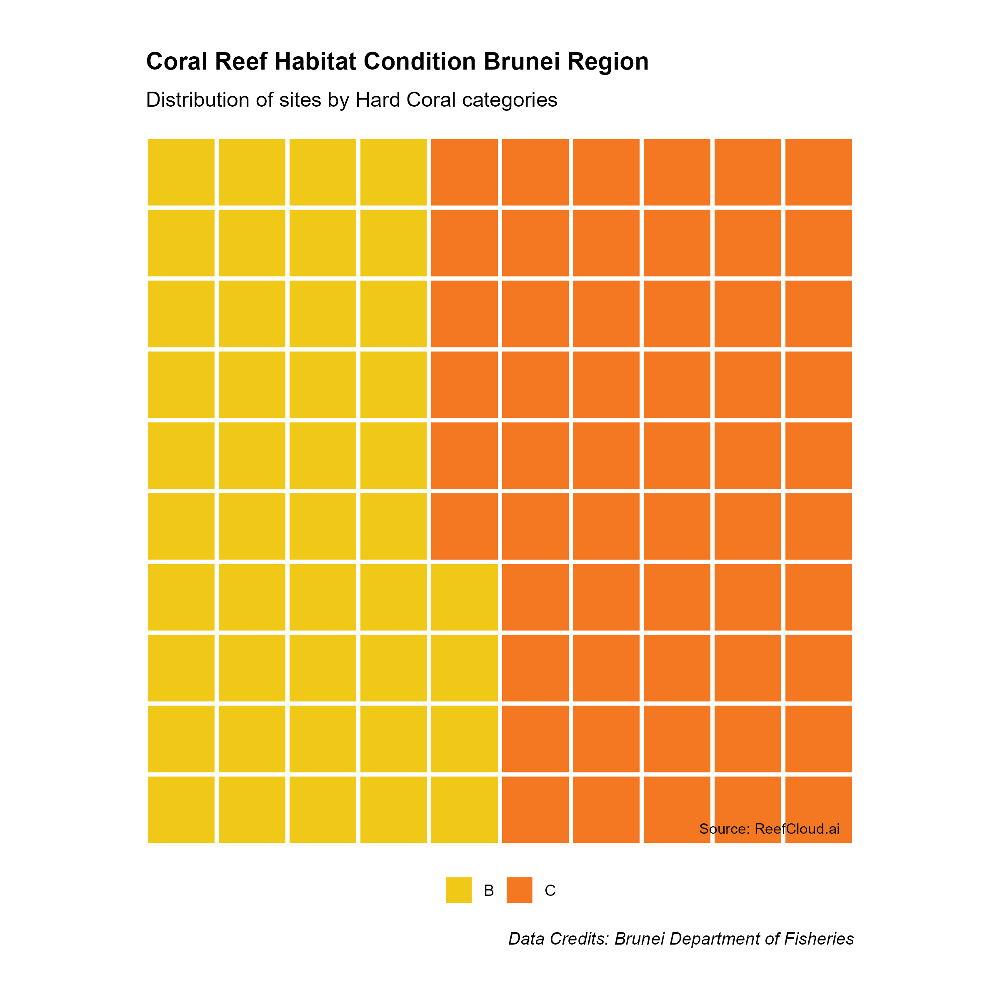 Coral Reef Habitat Condition Brunei Region
Distribution of sites by Hard Coral categories
Source: ReefCloud.ai
B C
Data Credits: Brunei Department of Fisheries